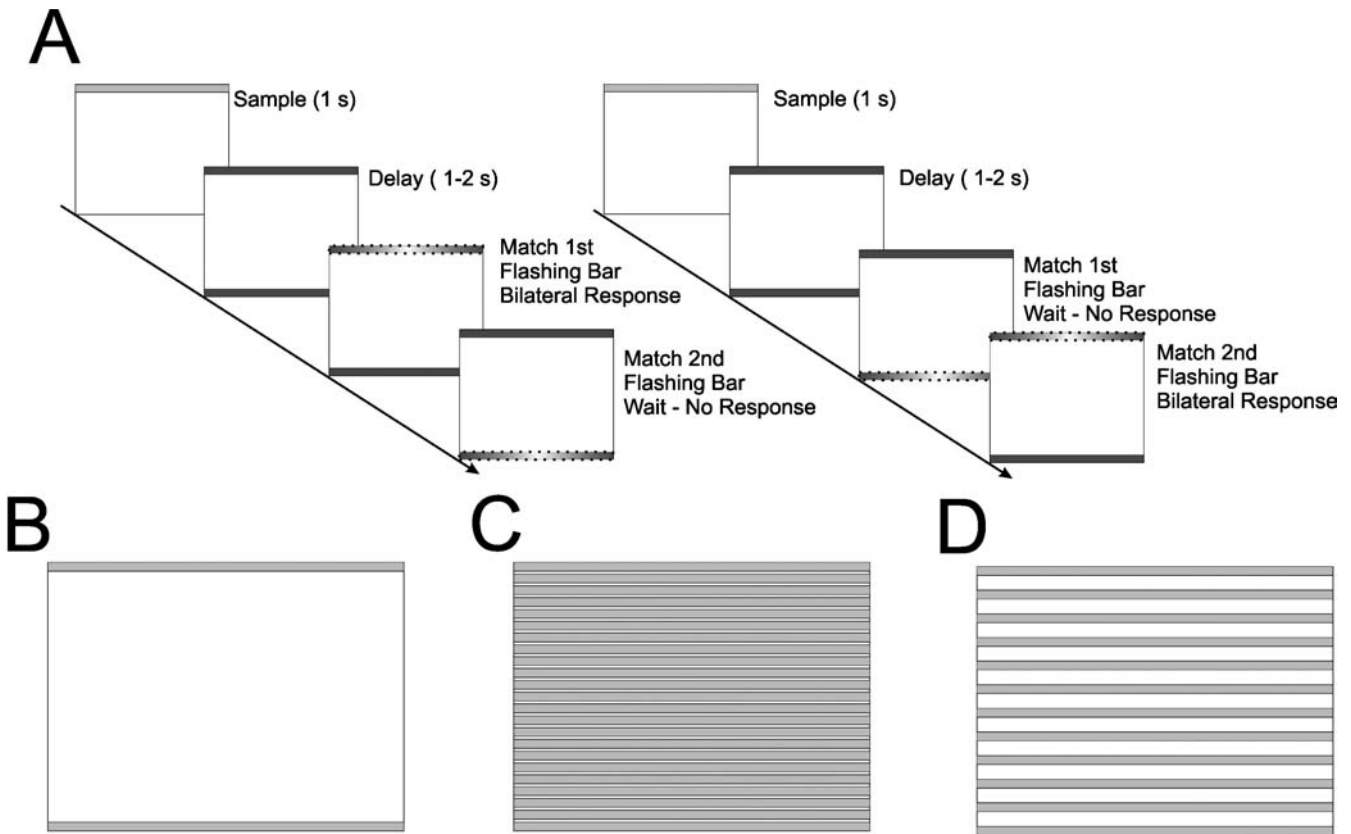 A
Sample (1 s)
Delay ( 1-2 s)
Match 1st
Flashing Bar
Bilateral Response
Match 2nd
Flashing Bar
Wait - No Response
Sample (1 s)
Delay ( 1-2 s)
Match 1st
Flashing Bar
Wait - No Response
Match 2nd
Flashing Bar
Bilateral Response
B
C
D